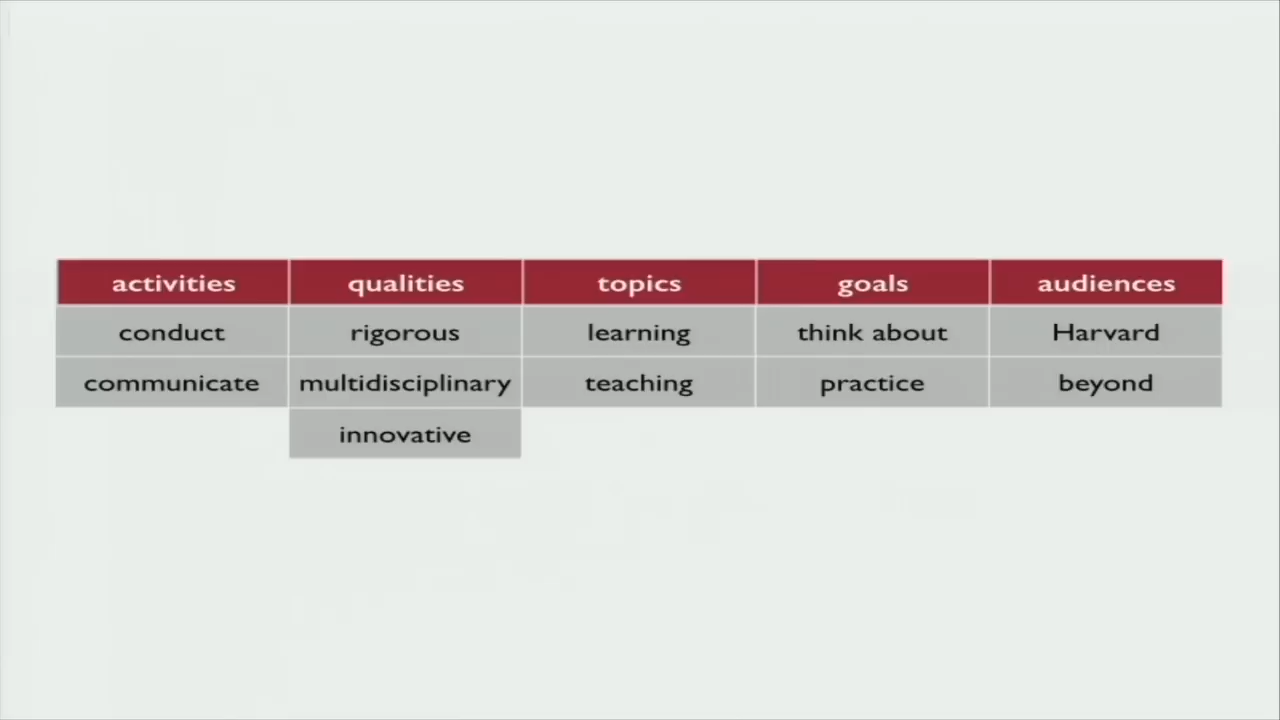 activities qualities topics goals audiences
conduct rigorous learning think about Harvard
communicate multidisciplinary teaching practice beyond
innovative